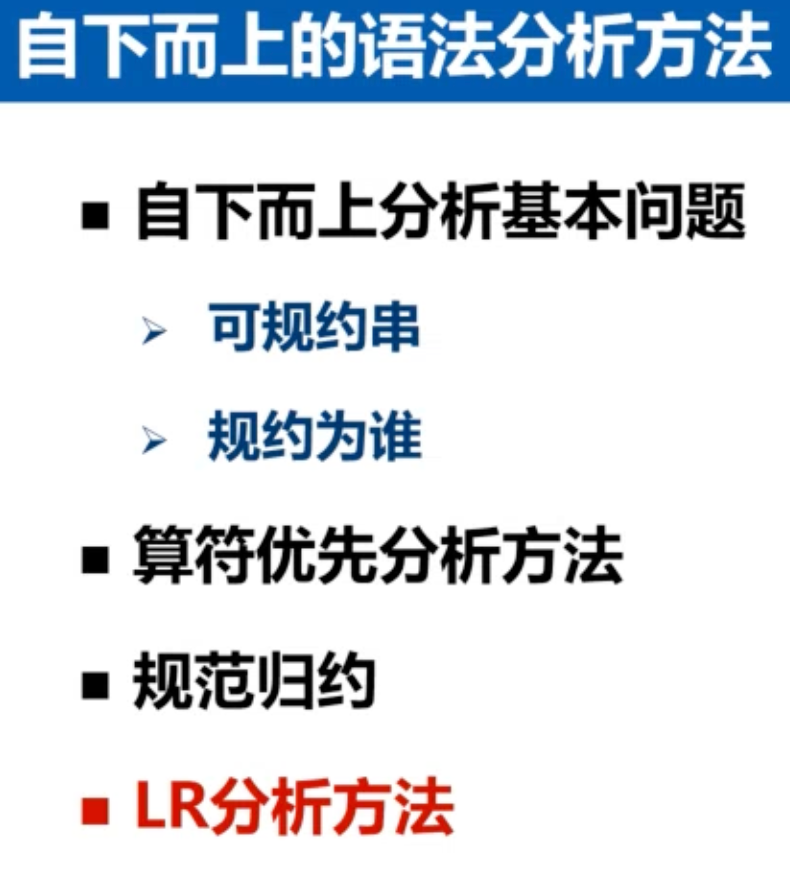 自下而上的语法分析方法
自下而上分析基本问题
可规约串
规约为谁
算符优先分析方法
规范归约
LR分析方法